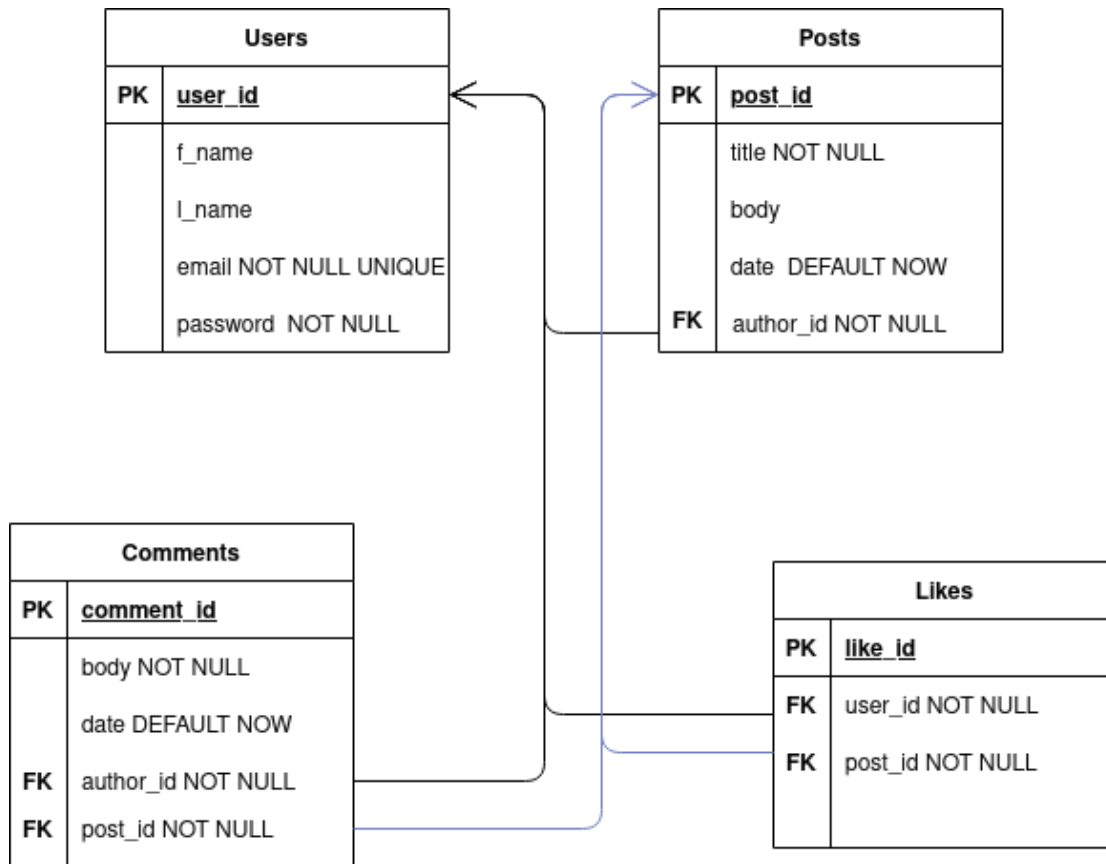 Users
PK user_id
f_name
l_name
email NOT NULL UNIQUE
password NOT NULL
Posts
PK post_id
title NOT NULL
body
date DEFAULT NOW
FK author_id NOT NULL
Comments
PK comment_id
body NOT NULL
date DEFAULT NOW
FK author_id NOT NULL
FK post_id NOT NULL
Likes
PK like_id
FK user_id NOT NULL
FK post_id NOT NULL